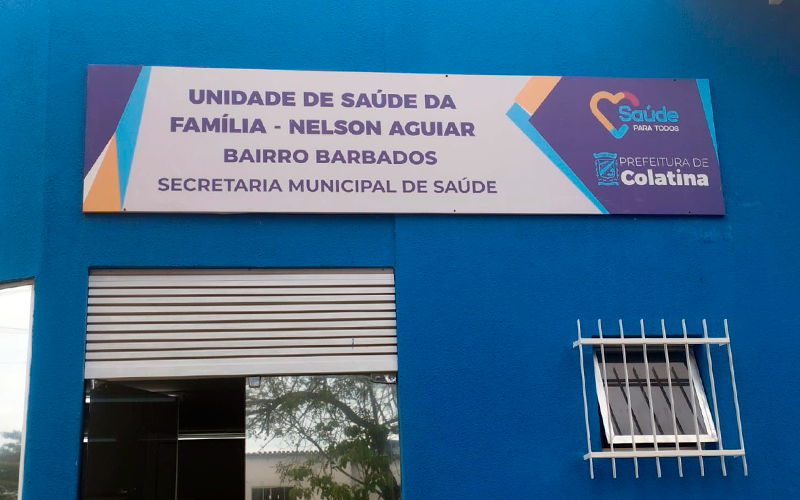 UNIDADE DE SAÚDE DA
FAMÍLIA - NELSON AGUIAR
BAIRRO BARBADOS
SECRETARIA MUNICIPAL DE SAÚDE
Saúde
PARA TODOS
PREFEITURA DE
Colatina